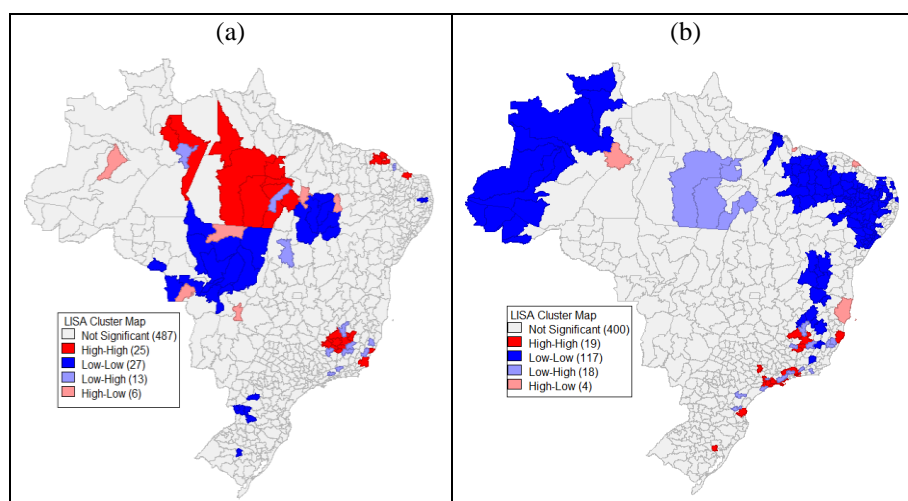 (a)
LISA Cluster Map
Not Significant (487)
High-High (25)
Low-Low (27)
Low-High (13)
High-Low (6)
(b)
LISA Cluster Map
Not Significant (400)
High-High (19)
Low-Low (117)
Low-High (18)
High-Low (4)